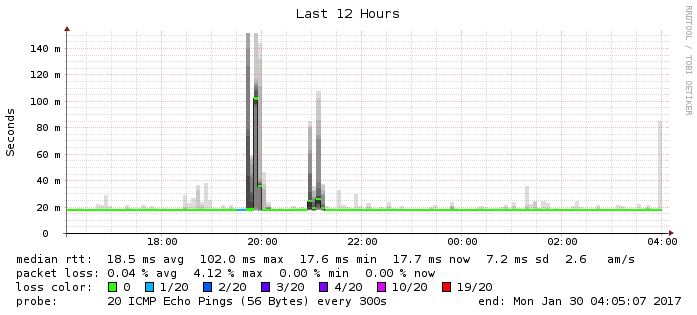 Last 12 Hours
RRDTOOL / TOBI OETIKER
Seconds
140 m
120 m
100 m
80 m
60 m
40 m
20 m
0
18:00 20:00 22:00 00:00 02:00 04:00
median rtt: 18.5 ms avg 102.0 ms max 17.6 ms min 17.7 ms now 7.2 ms sd 2.6 am/s
packet loss: 0.04 % avg 4.12 % max 0.00 % min 0.00 % now
loss color: 0 1/20 2/20 3/20 4/20 10/20 19/20
probe: 20 ICMP Echo Pings (56 Bytes) every 300s end: Mon Jan 30 04:05:07 2017